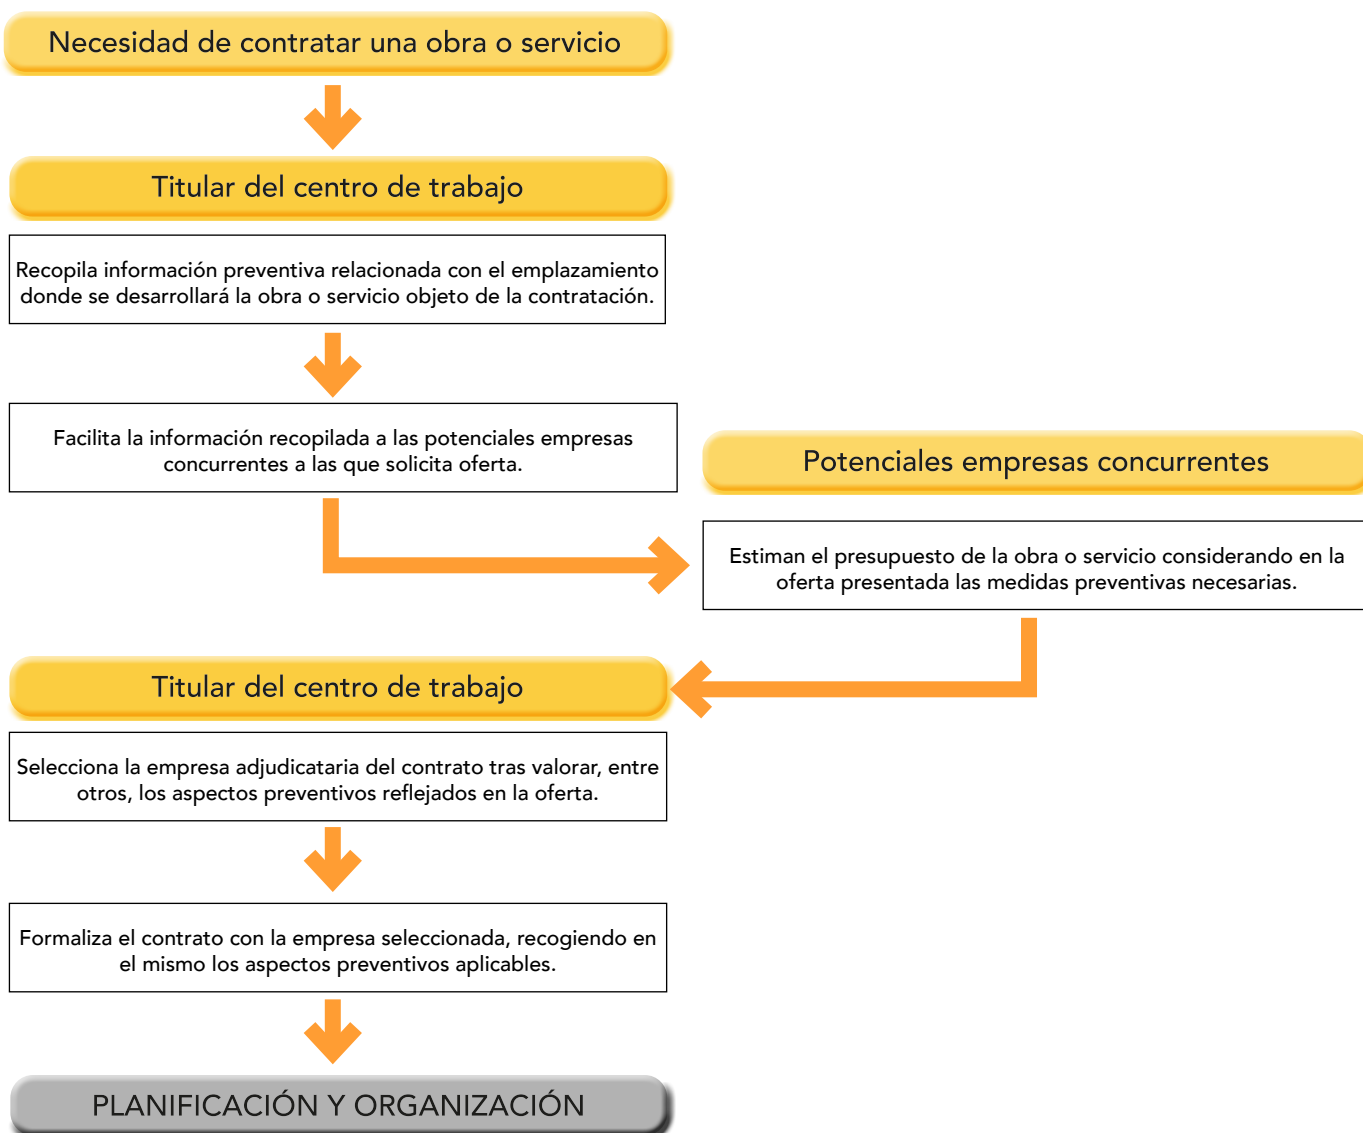 Necesidad de contratar una obra o servicio
Titular del centro de trabajo
Recopila información preventiva relacionada con el emplazamiento
donde se desarrollará la obra o servicio objeto de la contratación.
Facilita la información recopilada a las potenciales empresas
concurrentes a las que solicita oferta.
Potenciales empresas concurrentes
Estiman el presupuesto de la obra o servicio considerando en la
oferta presentada las medidas preventivas necesarias.
Titular del centro de trabajo
Selecciona la empresa adjudicataria del contrato tras valorar, entre
otros, los aspectos preventivos reflejados en la oferta.
Formaliza el contrato con la empresa seleccionada, recogiendo en
el mismo los aspectos preventivos aplicables.
PLANIFICACIÓN Y ORGANIZACIÓN